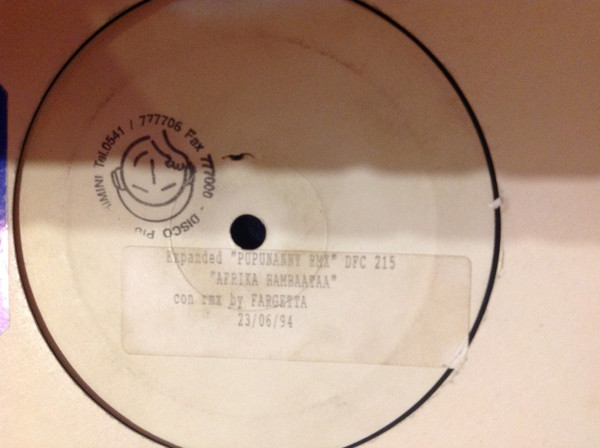 RIMINI Tel.0541 / 777706 Fax 777000 - DISCO Più
Expanded "PUPUNANNY RMX" DFC 215
"AFRIKA BAMBAATAA"
con rmx by FARGETTA
23/06/94